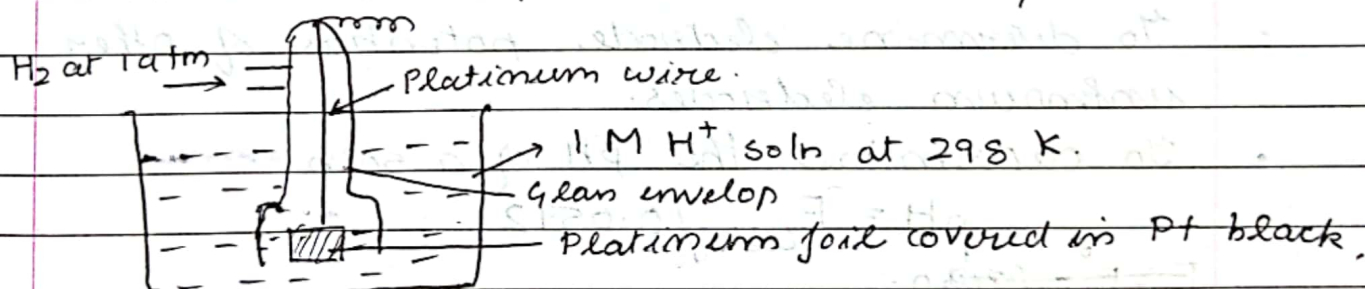 H₂ at 1 atm
Platinum wire.
1 M H⁺ soln at 298 K.
Glass envelop
Platinum foil covered in Pt black.